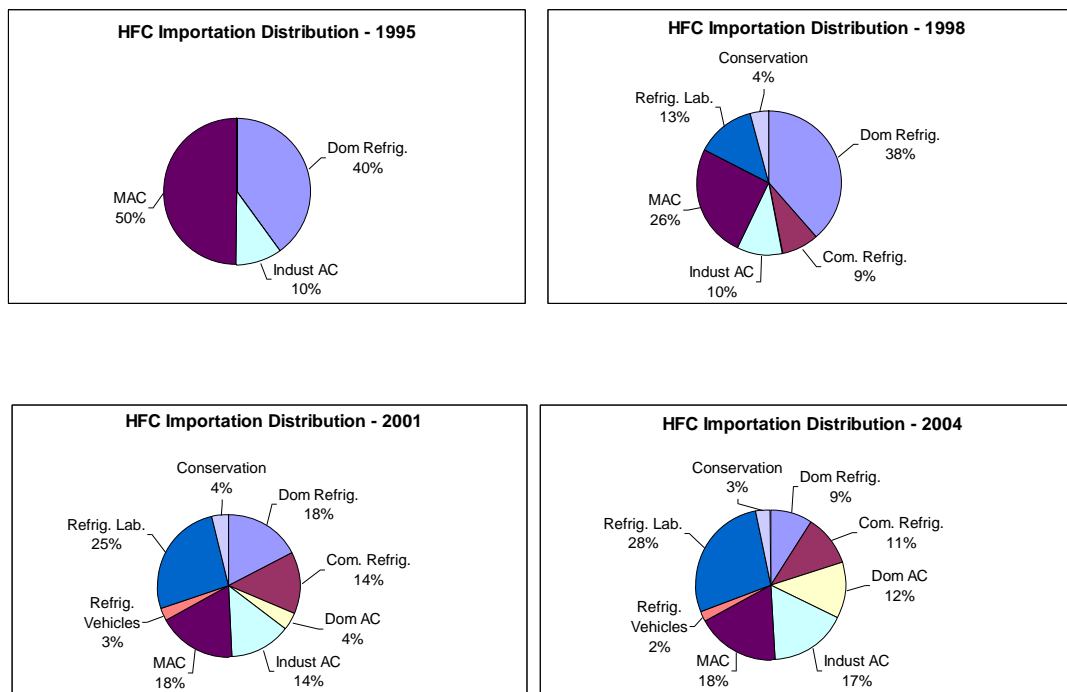 HFC Importation Distribution - 1995
Dom Refrig.
40%
MAC
50%
Indust AC
10%
HFC Importation Distribution - 1998
Conservation
4%
Refrig. Lab.
13%
Dom Refrig.
38%
MAC
26%
Com. Refrig.
9%
Indust AC
10%
HFC Importation Distribution - 2001
Conservation
4%
Dom Refrig.
18%
Refrig. Lab.
25%
Com. Refrig.
14%
Refrig.
Vehicles
3%
Dom AC
4%
MAC
18%
Indust AC
14%
HFC Importation Distribution - 2004
Conservation
3%
Dom Refrig.
9%
Refrig. Lab.
28%
Com. Refrig.
11%
Dom AC
12%
Refrig.
Vehicles
2%
MAC
18%
Indust AC
17%